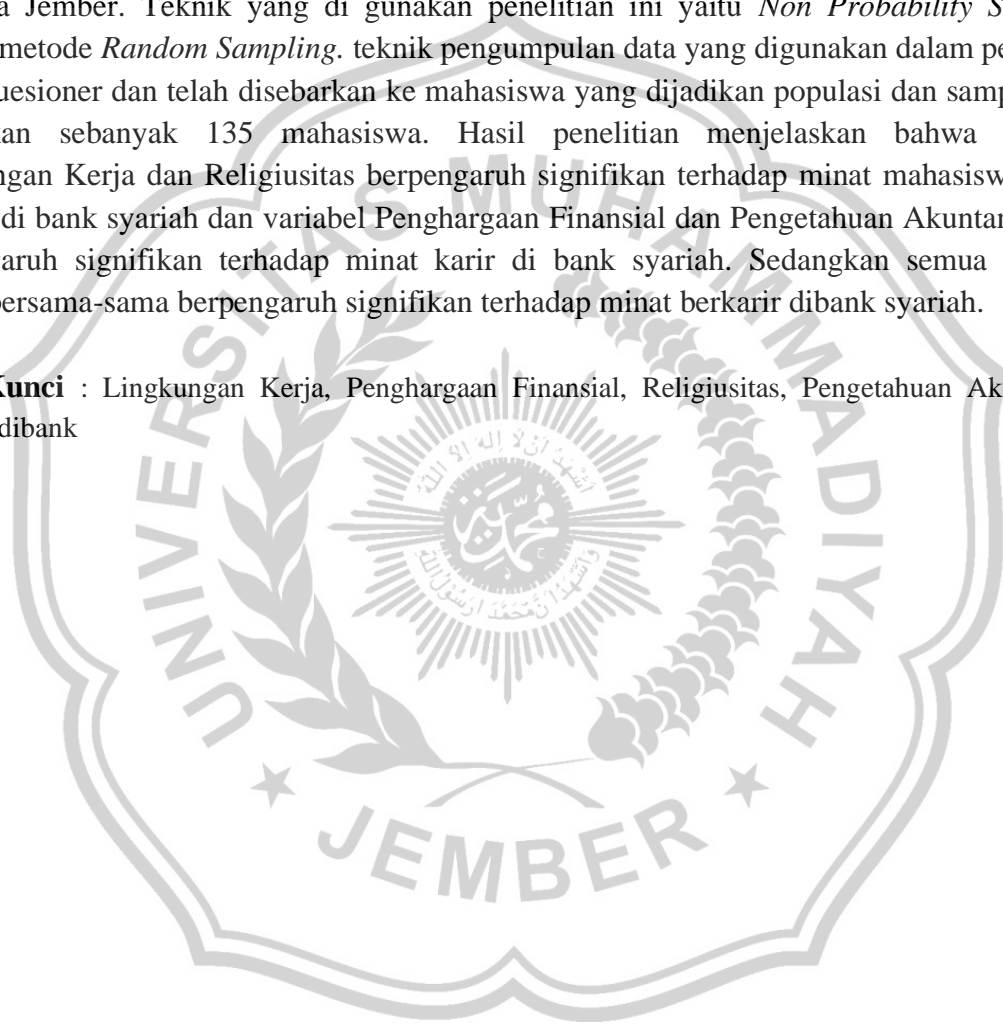 a Jember. Teknik yang di gunakan penelitian ini yaitu Non Probability S
metode Random Sampling. teknik pengumpulan data yang digunakan dalam pe
uesioner dan telah disebarkan ke mahasiswa yang dijadikan populasi dan samp
kan sebanyak 135 mahasiswa. Hasil penelitian menjelaskan bahwa
ngan Kerja dan Religiusitas berpengaruh signifikan terhadap minat mahasisw
di bank syariah dan variabel Penghargaan Finansial dan Pengetahuan Akuntan
aruh signifikan terhadap minat karir di bank syariah. Sedangkan semua
bersama-sama berpengaruh signifikan terhadap minat berkarir dibank syariah.
Kunci : Lingkungan Kerja, Penghargaan Finansial, Religiusitas, Pengetahuan Ak
dibank
UNIVERSITAS MUHAMMADIYAH
JEMBER